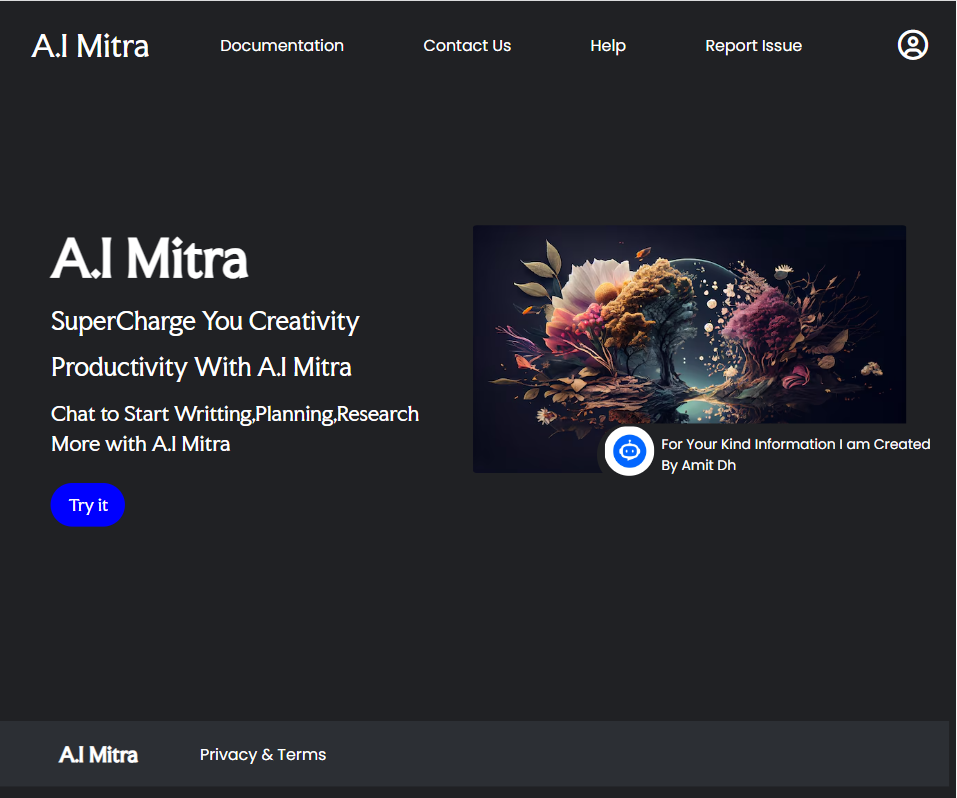 A.I Mitra
Documentation
Contact Us
Help
Report Issue
A.I Mitra
SuperCharge You Creativity
Productivity With A.I Mitra
Chat to Start Writting,Planning,Research
More with A.I Mitra
Try it
For Your Kind Information I am Created
By Amit Dh
A.I Mitra
Privacy & Terms